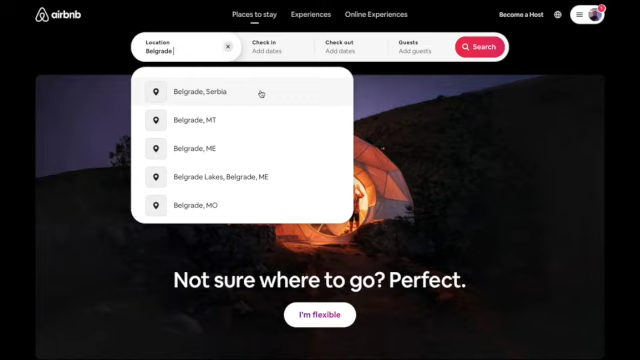 airbnb
Places to stay
Experiences
Online Experiences
Become a Host
Location
Belgrade
Check in
Add dates
Check out
Add dates
Guests
Add guests
Search
Belgrade, Serbia
Belgrade, MT
Belgrade, ME
Belgrade Lakes, Belgrade, ME
Belgrade, MO
Not sure where to go? Perfect.
I'm flexible